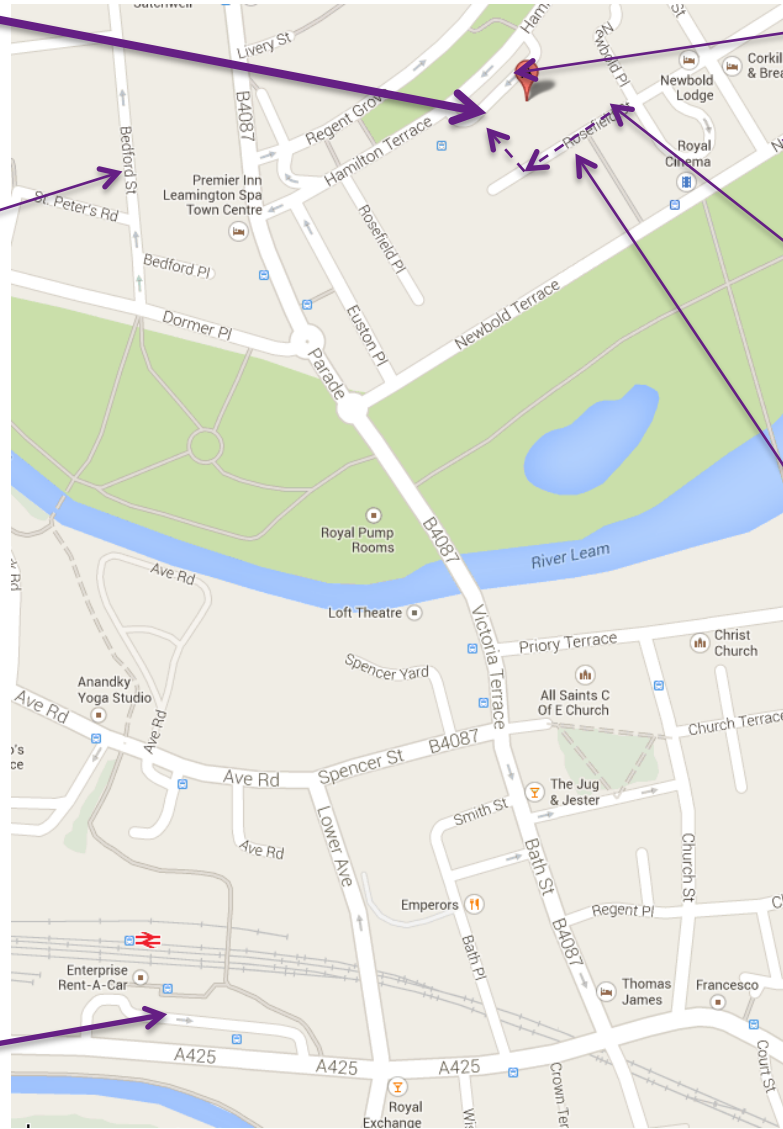 Livery St
B4087
Hamilton Terrace
Newbold Pl
Corkil
& Brea
Newbold
Lodge
Rosefield St
Royal
Cinema
Bedford St
Premier Inn
Leamington Spa
Town Centre
St. Peter's Rd
Bedford Pl
Rosefield Pl
Euston Pl
Newbold Terrace
Dormer Pl
Parade
Royal Pump
Rooms
B4087
River Leam
Ave Rd
Loft Theatre
Victoria Terrace
Priory Terrace
Christ
Church
Spencer Yard
Anandky
Yoga Studio
All Saints C
Of E Church
Ave Rd
Ave Rd
B4087
Church Terrace
Ave Rd
Spencer St
The Jug
& Jester
Smith St
Lower Ave
Ave Rd
Bath St
Church St
Emperors
Regent Pl
Bath Pl
B4087
Enterprise
Rent-A-Car
Thomas
James
Francesco
A425
A425
A425
Court St
Crown Ter
Royal
Exchange